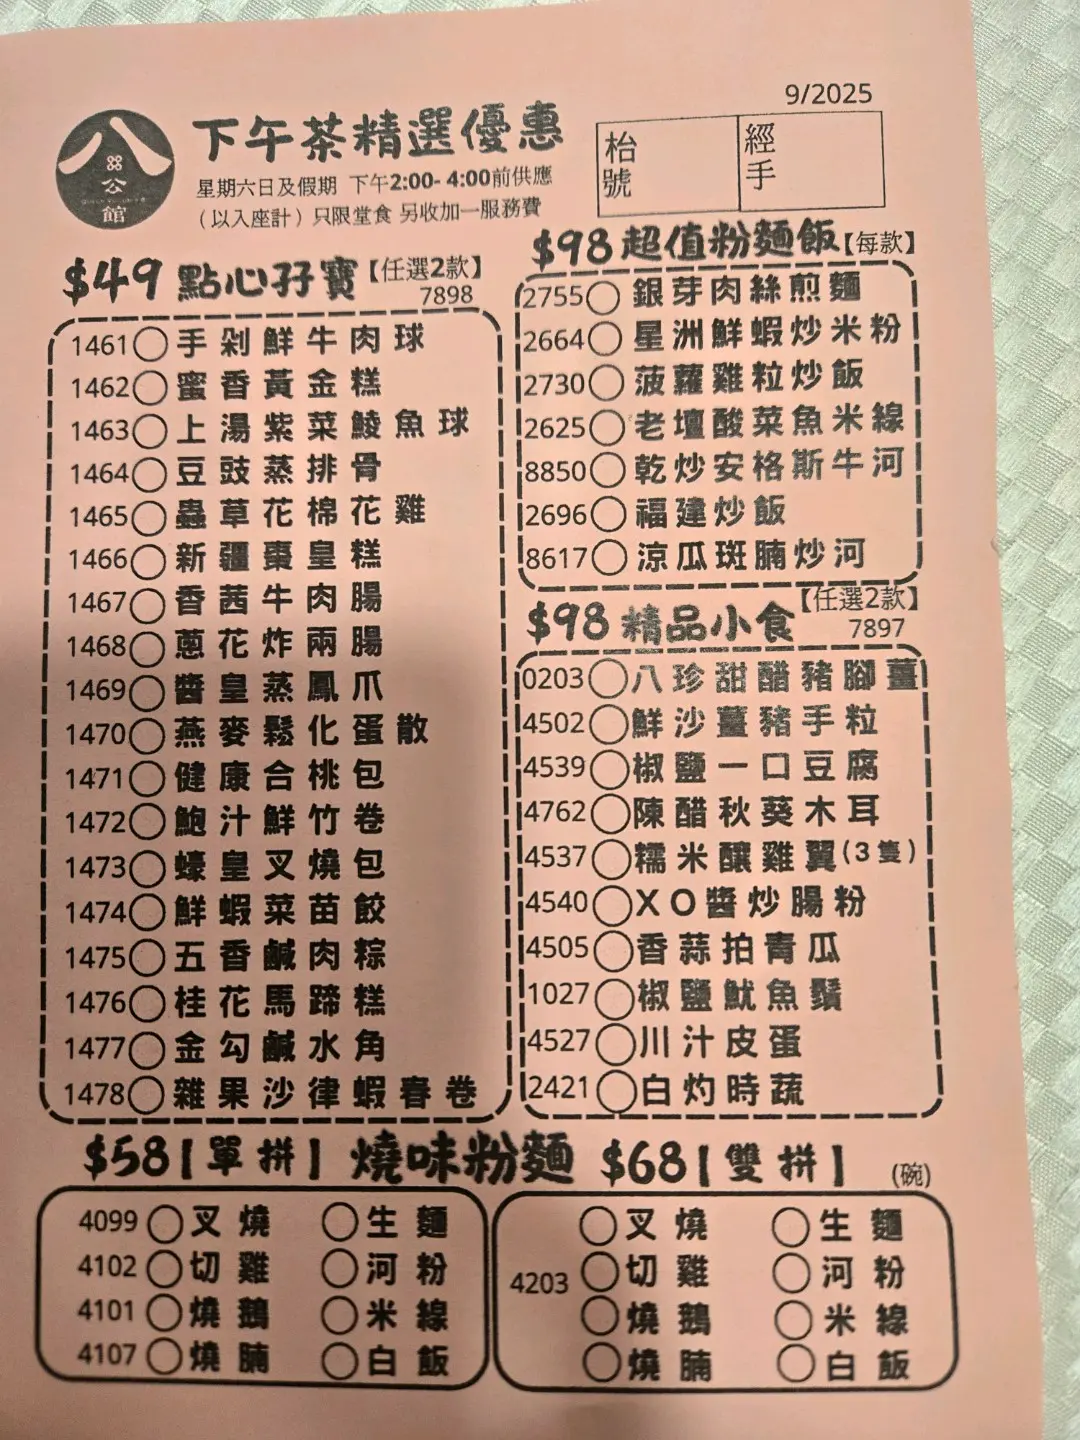 9/2025
八
公
館
下午茶精選優惠
星期六日及假期 下午2:00- 4:00前供應
(以入座計) 只限堂食 另收加一服務費
枱號
經手
$49 點心孖寶【任選2款】
7898
1461 手剁鮮牛肉球
1462 蜜香黃金糕
1463 上湯紫菜鯪魚球
1464 豆豉蒸排骨
1465 蟲草花棉花雞
1466 新疆棗皇糕
1467 香茜牛肉腸
1468 蔥花炸兩腸
1469 醬皇蒸鳳爪
1470 燕麥鬆化蛋散
1471 健康合桃包
1472 鮑汁鮮竹卷
1473 蠔皇叉燒包
1474 鮮蝦菜苗餃
1475 五香鹹肉粽
1476 桂花馬蹄糕
1477 金勾鹹水角
1478 雜果沙律蝦春卷
$98 超值粉麵飯【每款】
2755 銀芽肉絲煎麵
2664 星洲鮮蝦炒米粉
2730 菠蘿雞粒炒飯
2625 老壇酸菜魚米線
8850 乾炒安格斯牛河
2696 福建炒飯
8617 涼瓜斑腩炒河
$98 精品小食【任選2款】
7897
0203 八珍甜醋豬腳薑
4502 鮮沙薑豬手粒
4539 椒鹽一口豆腐
4762 陳醋秋葵木耳
4537 糯米釀雞翼(3隻)
4540 XO醬炒腸粉
4505 香蒜拍青瓜
1027 椒鹽魷魚鬚
4527 川汁皮蛋
2421 白灼時蔬
$58【單拼】 燒味粉麵 $68【雙拼】 (碗)
4099 叉燒 生麵
4102 切雞 河粉
4101 燒鵝 米線
4107 燒腩 白飯
4203
叉燒 生麵
切雞 河粉
燒鵝 米線
燒腩 白飯